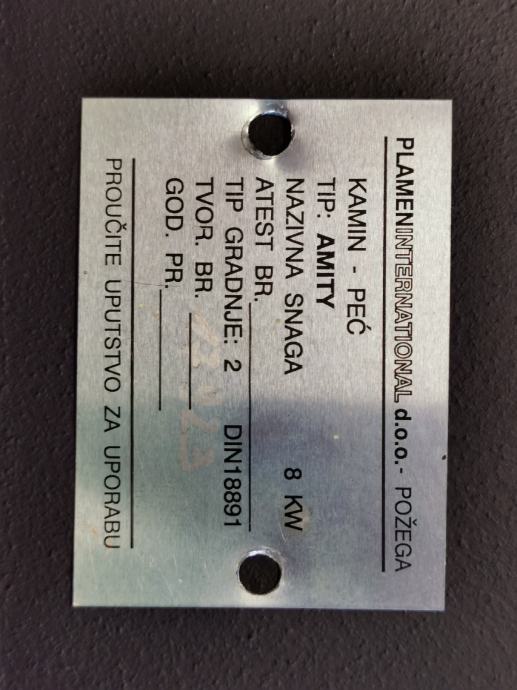 PLAMENINTERNATIONAL d.o.o.- POŽEGA
KAMIN - PEĆ
TIP: AMITY
NAZIVNA SNAGA 8 KW
ATEST BR.
TIP GRADNJE: 2 DIN18891
TVOR. BR.
GOD. PR.
PROUČITE UPUTSTVO ZA UPORABU